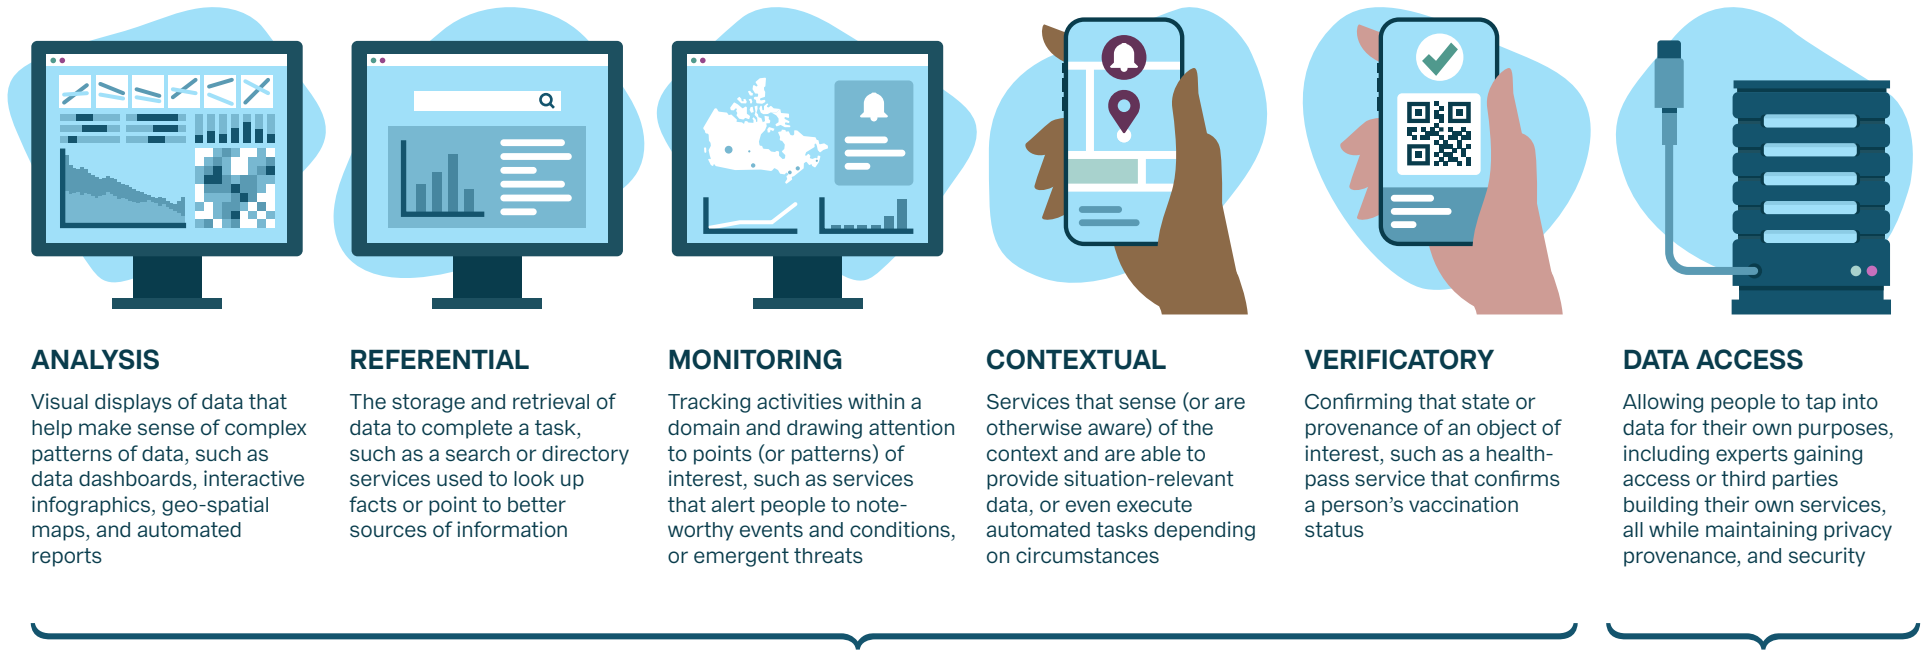 ANALYSIS
Visual displays of data that
help make sense of complex
patterns of data, such as
data dashboards, interactive
infographics, geo-spatial
maps, and automated
reports
REFERENTIAL
The storage and retrieval of
data to complete a task,
such as a search or directory
services used to look up
facts or point to better
sources of information
MONITORING
Tracking activities within a
domain and drawing attention
to points (or patterns) of
interest, such as services
that alert people to note-
worthy events and conditions,
or emergent threats
CONTEXTUAL
Services that sense (or are
otherwise aware) of the
context and are able to
provide situation-relevant
data, or even execute
automated tasks depending
on circumstances
VERIFICATORY
Confirming that state or
provenance of an object of
interest, such as a health-
pass service that confirms
a person’s vaccination
status
DATA ACCESS
Allowing people to tap into
data for their own purposes,
including experts gaining
access or third parties
building their own services,
all while maintaining privacy
provenance, and security